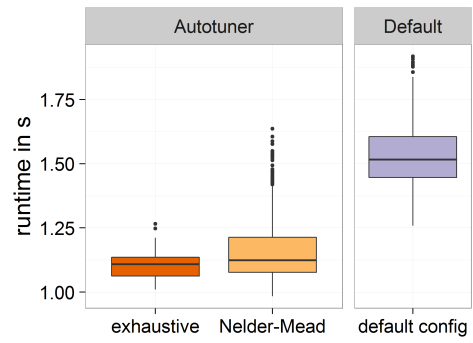 Autotuner Default
runtime in s
1.75
1.50
1.25
1.00
exhaustive Nelder-Mead default config